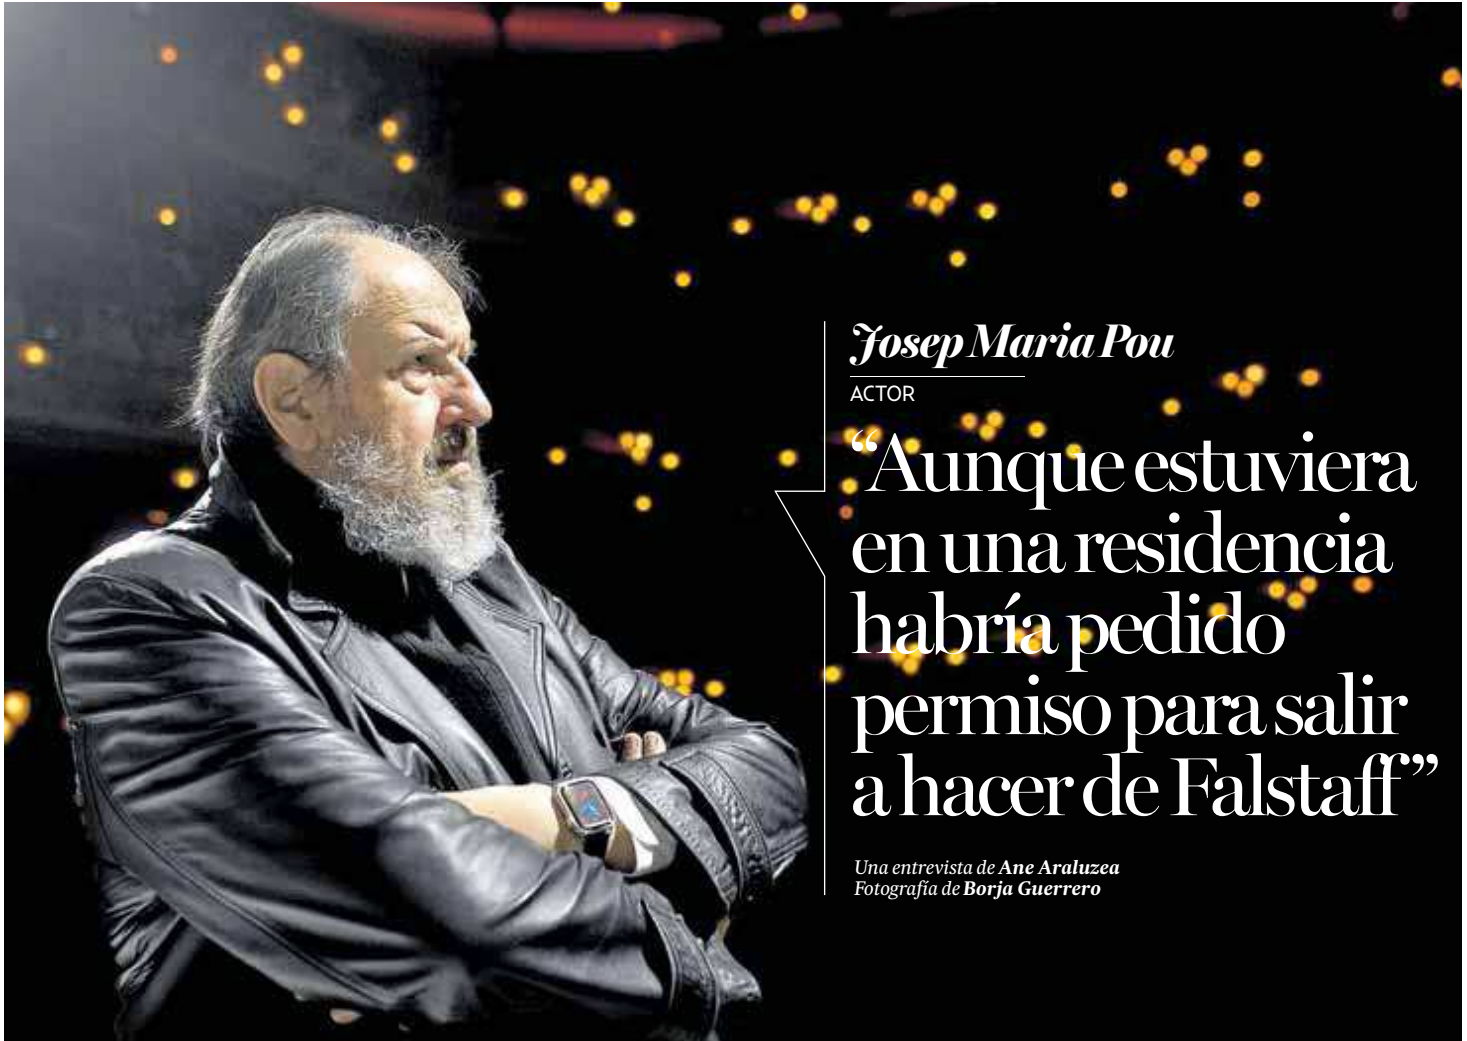 Josep Maria Pou
ACTOR
“Aunque estuviera
en una residencia
habría pedido
permiso para salir
a hacer de Falstaff”
Una entrevista de Ane Araluzea
Fotografía de Borja Guerrero